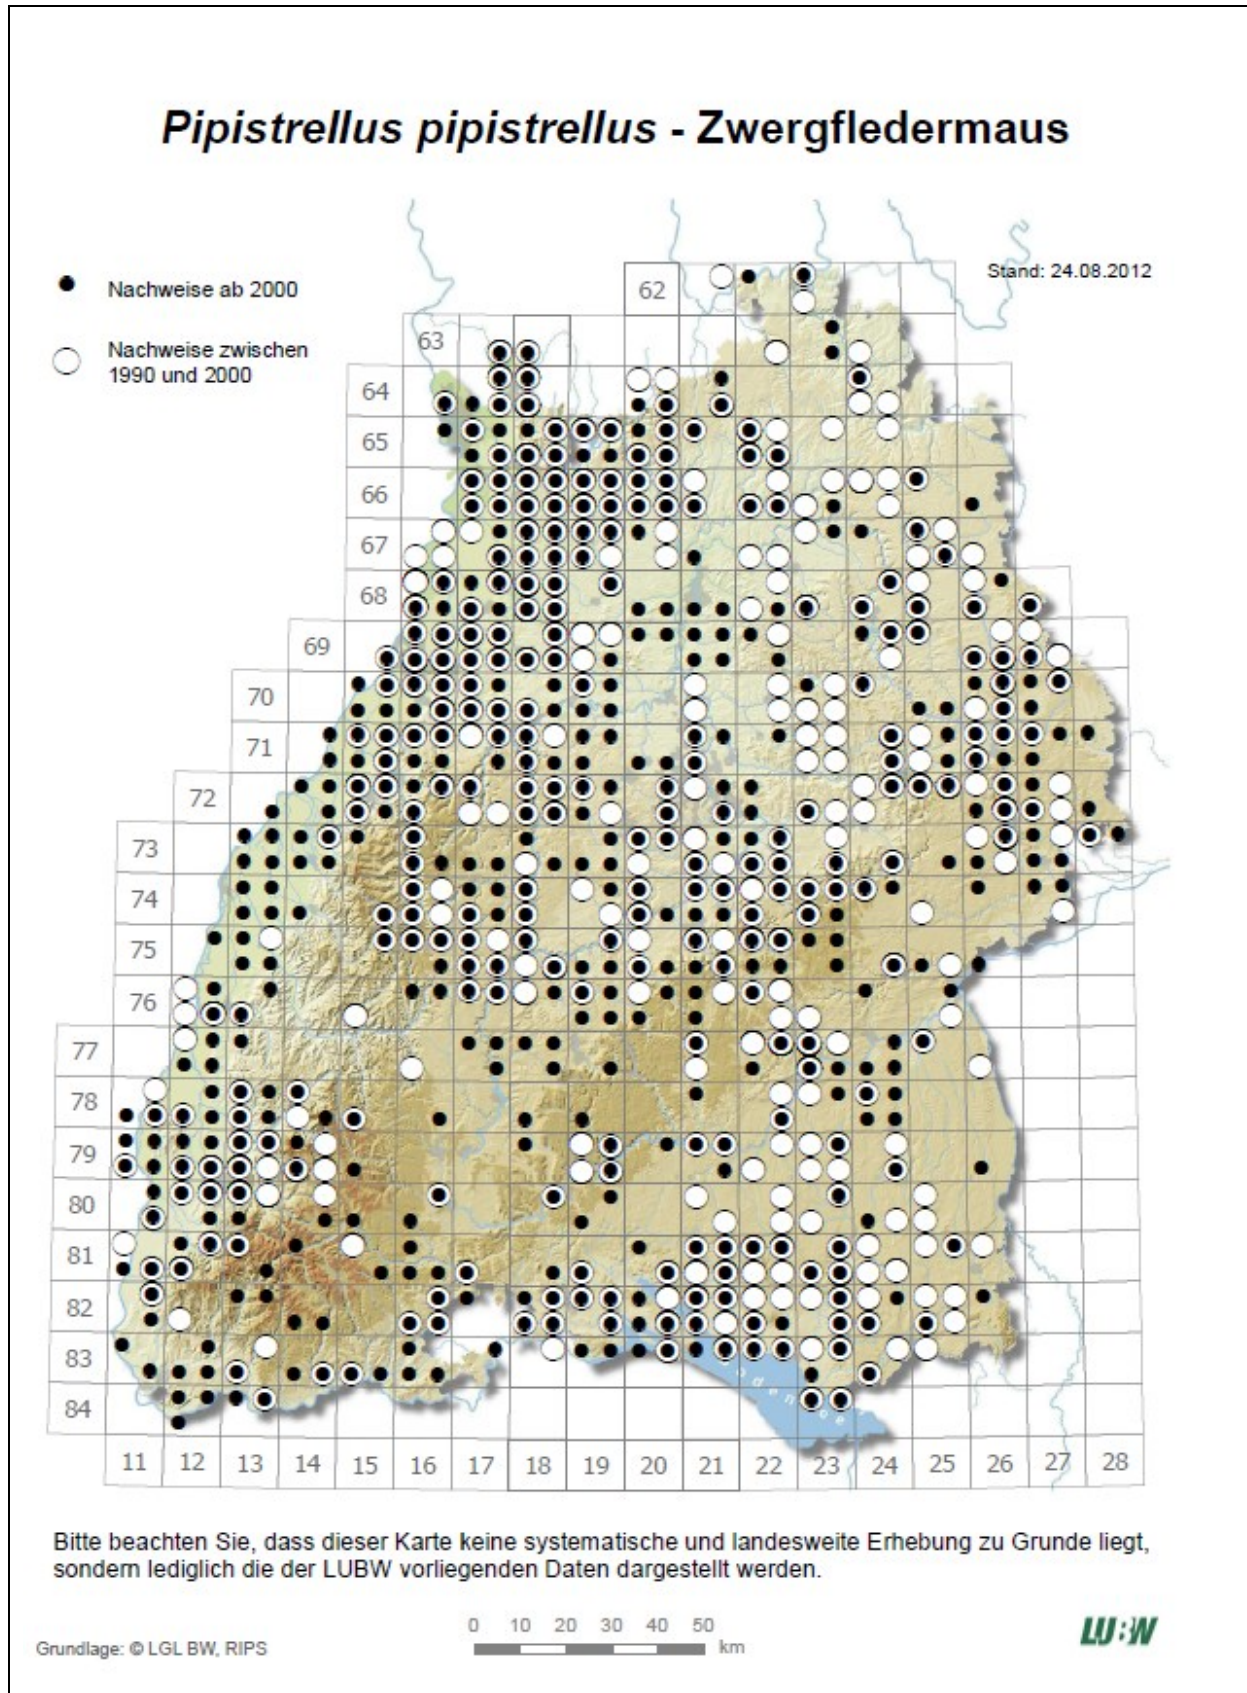 Pipistrellus pipistrellus - Zwergfledermaus
Nachweise ab 2000
Nachweise zwischen
1990 und 2000
Stand: 24.08.2012
62
63
64
65
66
67
68
69
70
71
72
73
74
75
76
77
78
79
80
81
82
83
84
11 12 13 14 15 16 17 18 19 20 21 22 23 24 25 26 27 28
Bitte beachten Sie, dass dieser Karte keine systematische und landesweite Erhebung zu Grunde liegt,
sondern lediglich die der LUBW vorliegenden Daten dargestellt werden.
0 10 20 30 40 50
km
Grundlage: © LGL BW, RIPS
LU:W